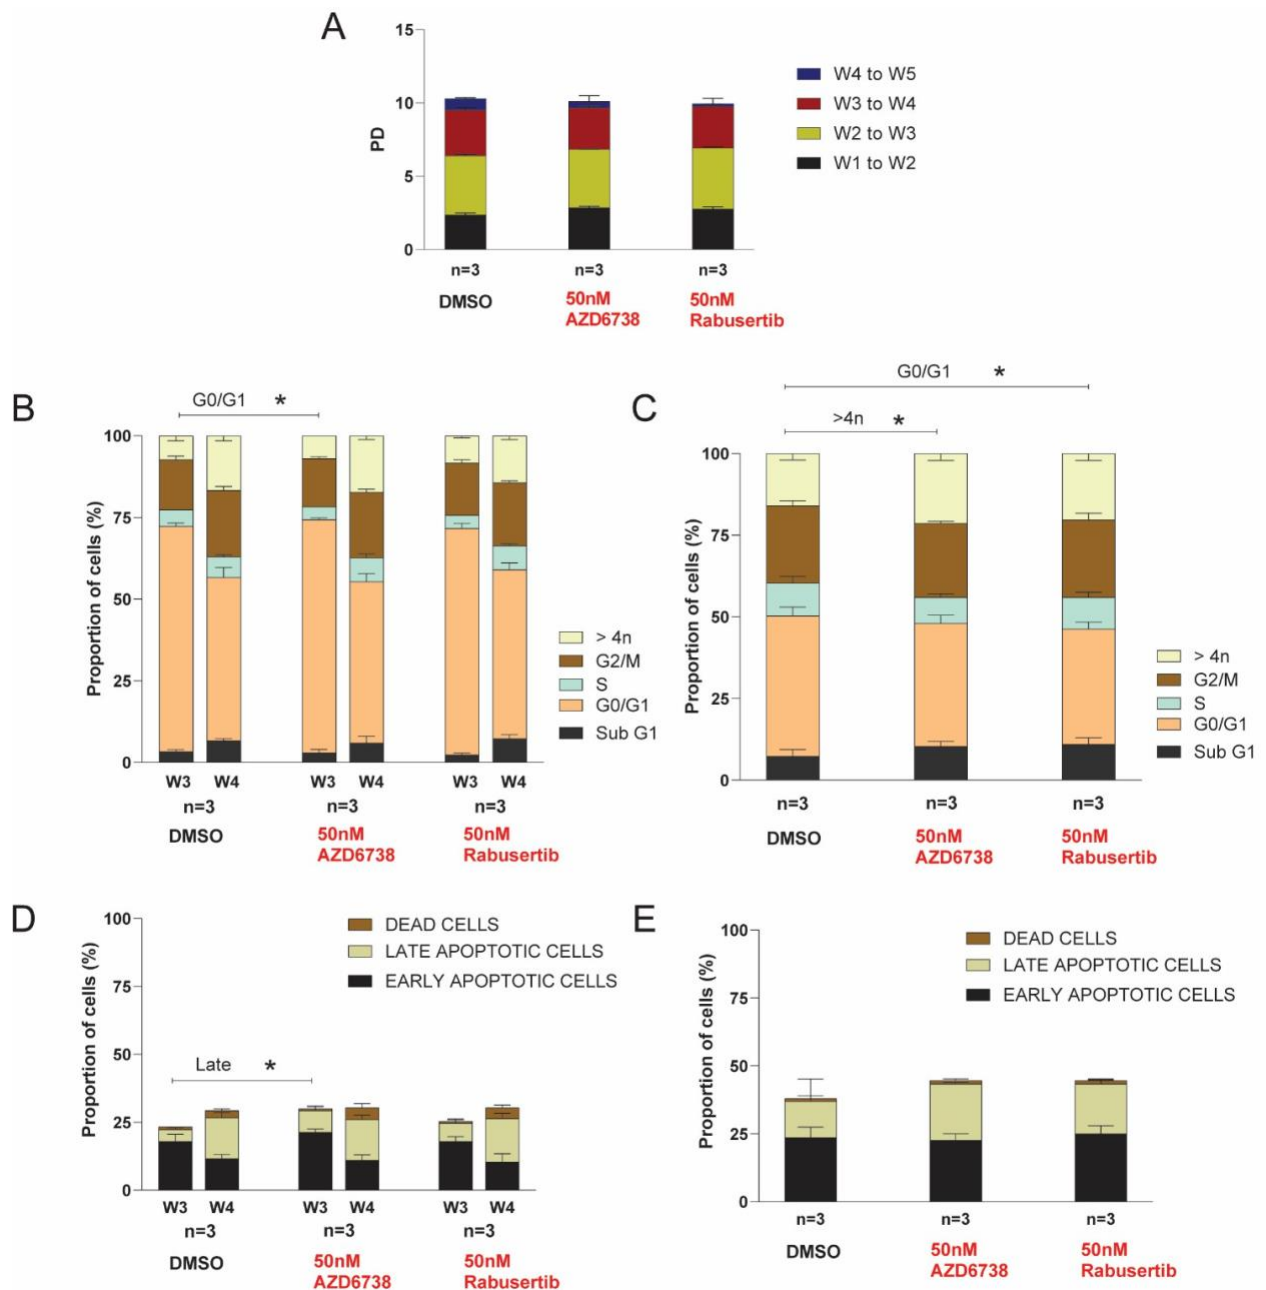 A
15
10
5
0
PD
W4 to W5
W3 to W4
W2 to W3
W1 to W2
n=3 n=3 n=3
DMSO 50nM 50nM
AZD6738 Rabusertib
B
G0/G1 *
100
75
50
25
0
Proportion of cells (%)
> 4n
G2/M
S
G0/G1
Sub G1
W3 W4 W3 W4 W3 W4
n=3 n=3 n=3
DMSO 50nM 50nM
AZD6738 Rabusertib
C
G0/G1 *
>4n *
100
75
50
25
0
Proportion of cells (%)
> 4n
G2/M
S
G0/G1
Sub G1
n=3 n=3 n=3
DMSO 50nM 50nM
AZD6738 Rabusertib
D
100
75
50
25
0
Proportion of cells (%)
DEAD CELLS
LATE APOPTOTIC CELLS
EARLY APOPTOTIC CELLS
Late *
W3 W4 W3 W4 W3 W4
n=3 n=3 n=3
DMSO 50nM 50nM
AZD6738 Rabusertib
E
100
75
50
25
0
Proportion of cells (%)
DEAD CELLS
LATE APOPTOTIC CELLS
EARLY APOPTOTIC CELLS
n=3 n=3 n=3
DMSO 50nM 50nM
AZD6738 Rabusertib